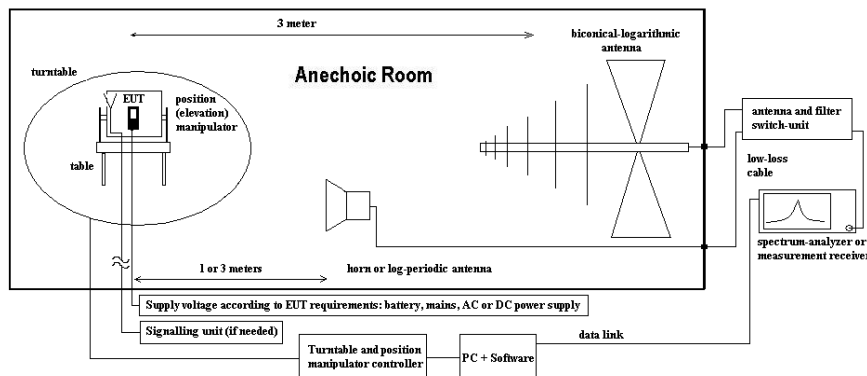 3 meter
biconical-logarithmic
antenna
turntable
Anechoic Room
EUT
position
(elevation)
manipulator
antenna and filter
switch-unit
table
low-loss
cable
spectrum-analyzer or
measurement receiver
1 or 3 meters
horn or log-periodic antenna
Supply voltage according to EUT requirements: battery, mains, AC or DC power supply
Signalling unit (if needed)
data link
Turntable and position
manipulator controller
PC + Software